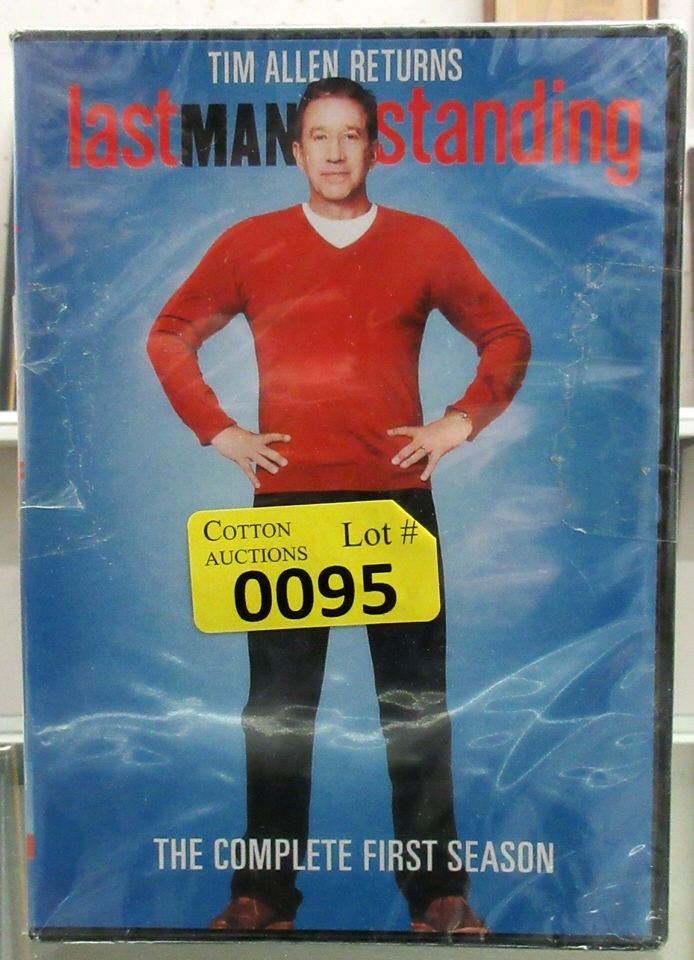 TIM ALLEN RETURNS
lastMANstanding
COTTON AUCTIONS
Lot #
0095
THE COMPLETE FIRST SEASON